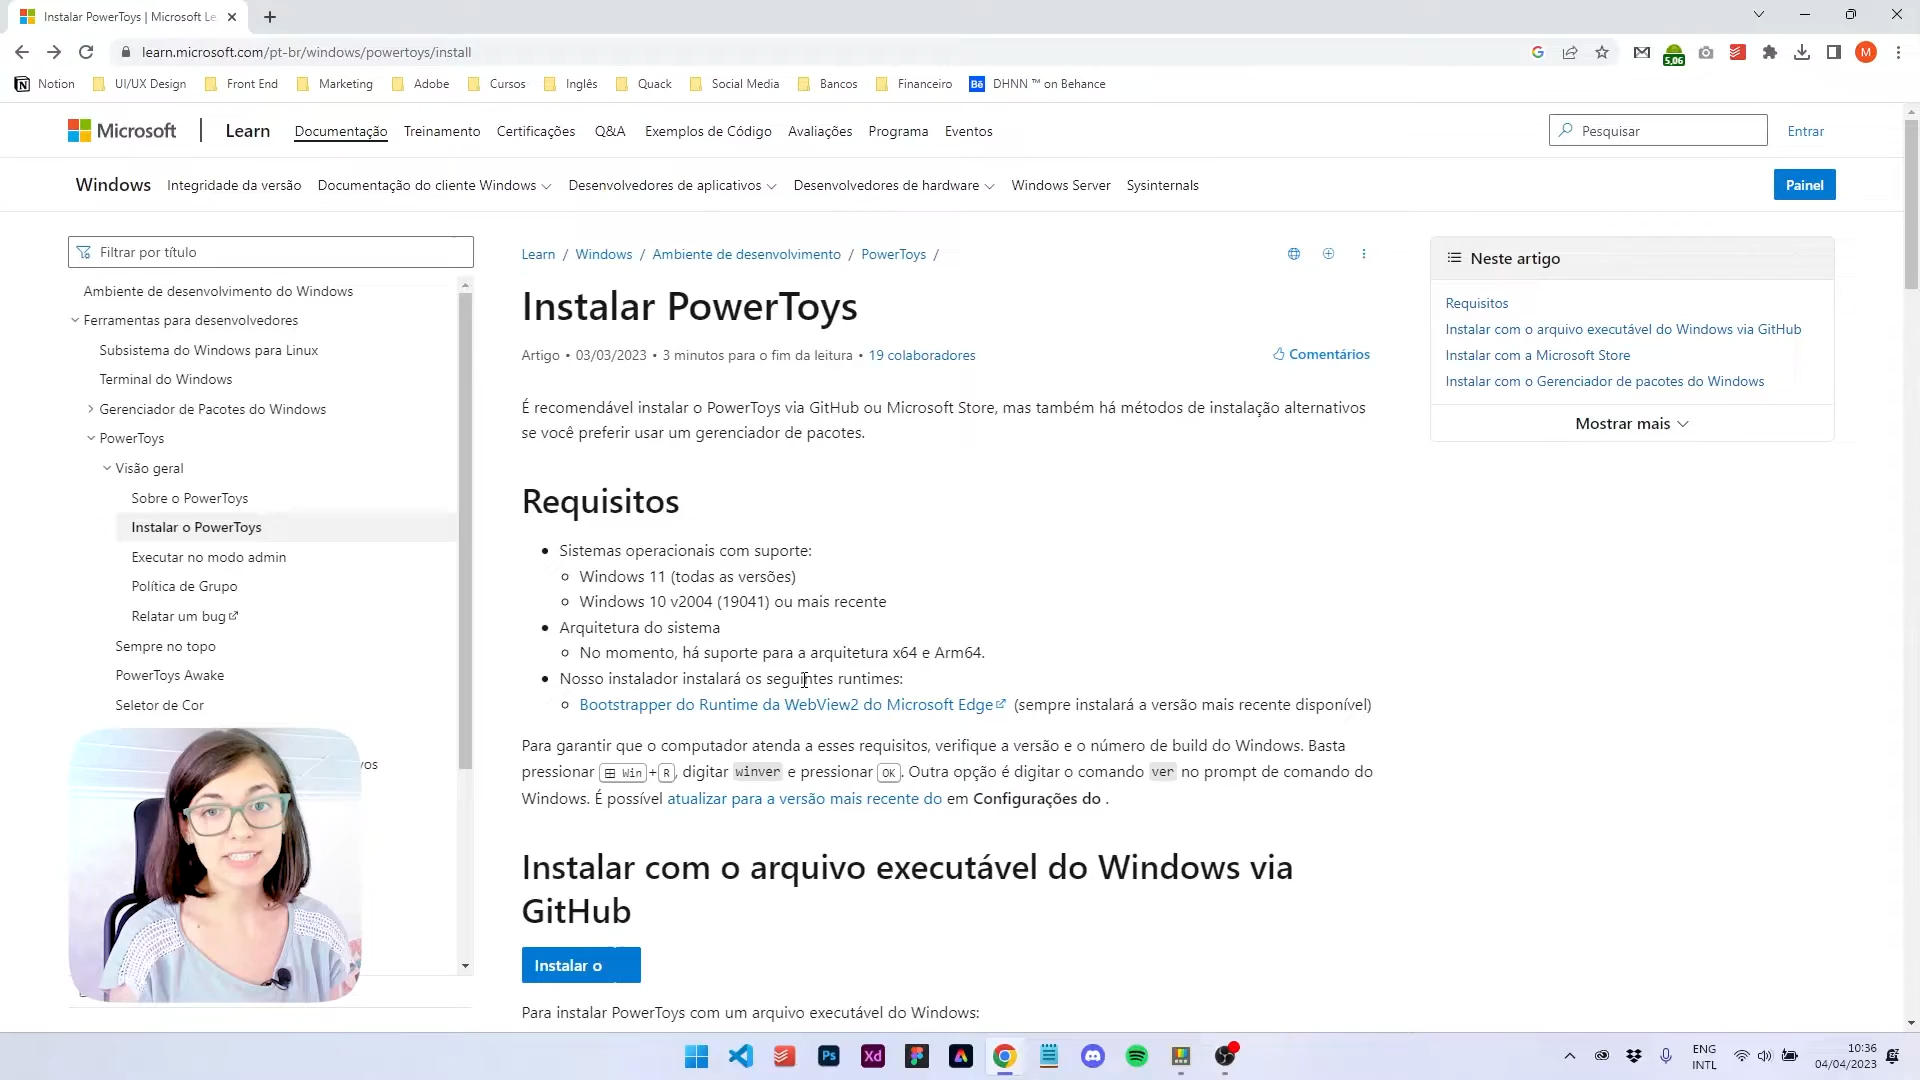 Instalar PowerToys | Microsoft Le
learn.microsoft.com/pt-br/windows/powertoys/install
5,06
M
Notion UI/UX Design Front End Marketing Adobe Cursos Inglês Quack Social Media Bancos Financeiro Bē DHNN ™ on Behance
Microsoft Learn Documentação Treinamento Certificações Q&A Exemplos de Código Avaliações Programa Eventos Pesquisar Entrar
Windows Integridade da versão Documentação do cliente Windows Desenvolvedores de aplicativos Desenvolvedores de hardware Windows Server Sysinternals Painel
Filtrar por título
Ambiente de desenvolvimento do Windows
Ferramentas para desenvolvedores
Subsistema do Windows para Linux
Terminal do Windows
Gerenciador de Pacotes do Windows
PowerToys
Visão geral
Sobre o PowerToys
Instalar o PowerToys
Executar no modo admin
Política de Grupo
Relatar um bug
Sempre no topo
PowerToys Awake
Seletor de Cor
vos
Learn / Windows / Ambiente de desenvolvimento / PowerToys /
Instalar PowerToys
Artigo • 03/03/2023 • 3 minutos para o fim da leitura • 19 colaboradores
Comentários
É recomendável instalar o PowerToys via GitHub ou Microsoft Store, mas também há métodos de instalação alternativos
se você preferir usar um gerenciador de pacotes.
Requisitos
• Sistemas operacionais com suporte:
Windows 11 (todas as versões)
Windows 10 v2004 (19041) ou mais recente
• Arquitetura do sistema
No momento, há suporte para a arquitetura x64 e Arm64.
• Nosso instalador instalará os seguintes runtimes:
Bootstrapper do Runtime da WebView2 do Microsoft Edge (sempre instalará a versão mais recente disponível)
Para garantir que o computador atenda a esses requisitos, verifique a versão e o número de build do Windows. Basta
pressionar Win+R, digitar winver e pressionar OK. Outra opção é digitar o comando ver no prompt de comando do
Windows. É possível atualizar para a versão mais recente do em Configurações do .
Instalar com o arquivo executável do Windows via
GitHub
Instalar o
Para instalar PowerToys com um arquivo executável do Windows:
Neste artigo
Requisitos
Instalar com o arquivo executável do Windows via GitHub
Instalar com a Microsoft Store
Instalar com o Gerenciador de pacotes do Windows
Mostrar mais
Ps
Xd
ENG
INTL
10:36
04/04/2023